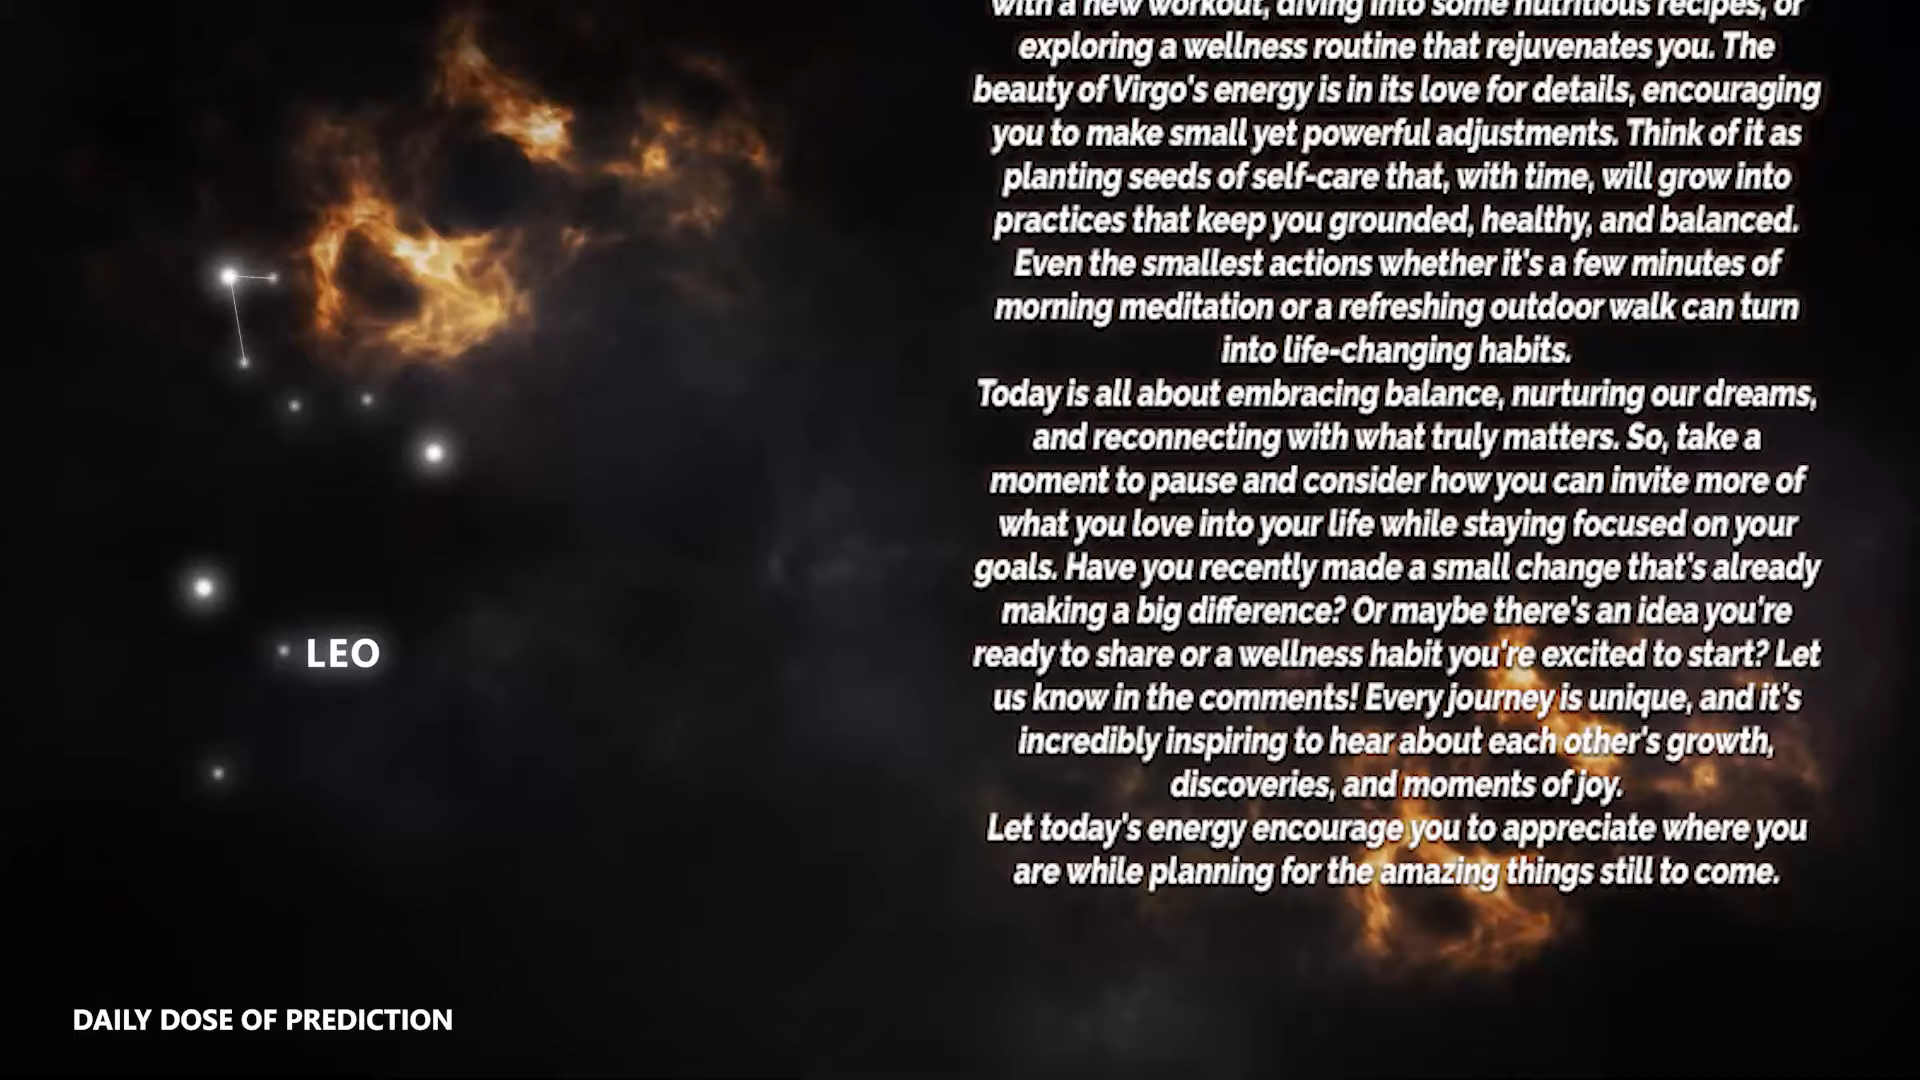 with a new workout, diving into some nutritious recipes, or
exploring a wellness routine that rejuvenates you. The
beauty of Virgo's energy is in its love for details, encouraging
you to make small yet powerful adjustments. Think of it as
planting seeds of self-care that, with time, will grow into
practices that keep you grounded, healthy, and balanced.
Even the smallest actions whether it's a few minutes of
morning meditation or a refreshing outdoor walk can turn
into life-changing habits.
Today is all about embracing balance, nurturing our dreams,
and reconnecting with what truly matters. So, take a
moment to pause and consider how you can invite more of
what you love into your life while staying focused on your
goals. Have you recently made a small change that's already
making a big difference? Or maybe there's an idea you're
ready to share or a wellness habit you're excited to start? Let
us know in the comments! Every journey is unique, and it's
incredibly inspiring to hear about each other's growth,
discoveries, and moments of joy.
Let today's energy encourage you to appreciate where you
are while planning for the amazing things still to come.
LEO
DAILY DOSE OF PREDICTION